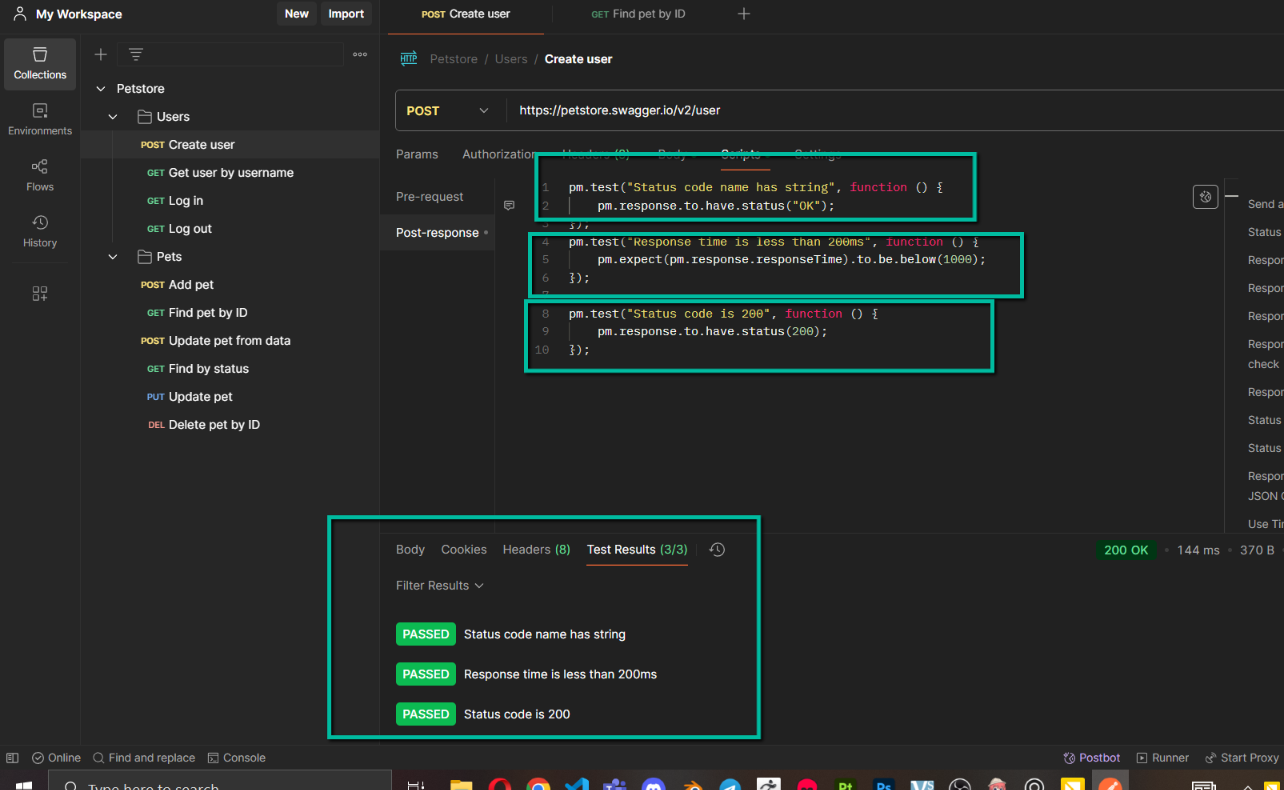 My Workspace
New
Import
POST Create user
GET Find pet by ID
Collections
Environments
Flows
History
Petstore
Users
POST Create user
GET Get user by username
GET Log in
GET Log out
Pets
POST Add pet
GET Find pet by ID
POST Update pet from data
GET Find by status
PUT Update pet
DEL Delete pet by ID
HTTP Petstore / Users / Create user
POST https://petstore.swagger.io/v2/user
Params Authorization Headers (9) Body Scripts Settings
Pre-request
Post-response
1 pm.test("Status code name has string", function () {
2 pm.response.to.have.status("OK");
3 });
4 pm.test("Response time is less than 200ms", function () {
5 pm.expect(pm.response.responseTime).to.be.below(1000);
6 });
7
8 pm.test("Status code is 200", function () {
9 pm.response.to.have.status(200);
10 });
Send a
Status
Respor
Respor
Respor
Respor
check
Respor
Status
Status
Respor
JSON
Use Ti
Body Cookies Headers (8) Test Results (3/3)
200 OK • 144 ms • 370 B
Filter Results
PASSED Status code name has string
PASSED Response time is less than 200ms
PASSED Status code is 200
Online Find and replace Console
Postbot Runner Start Proxy
Type here to search